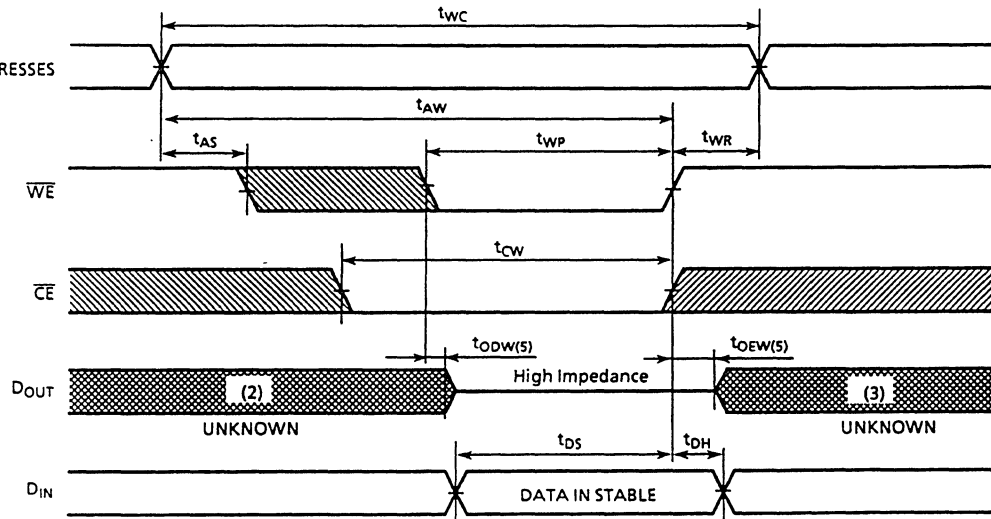 tWC
RESSES
tAW
tAS
tWP
tWR
WE
tCW
CE
tODW(5)
tOEW(5)
DOUT
(2)
High Impedance
(3)
UNKNOWN
UNKNOWN
tDS
tDH
DIN
DATA IN STABLE